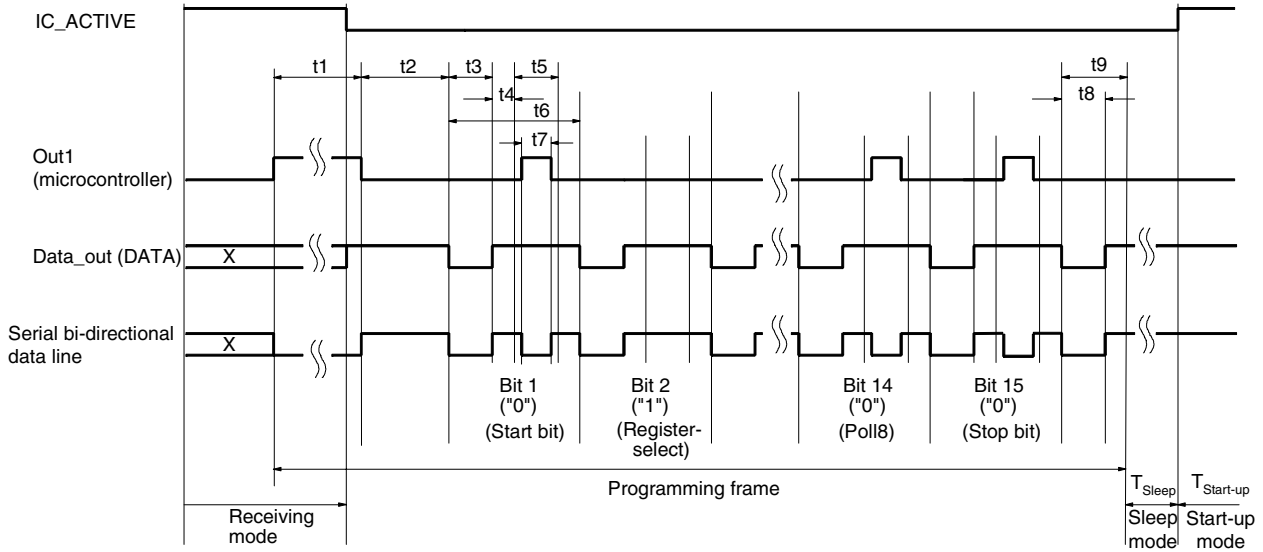 IC_ACTIVE
t1 t2 t3 t5 t9
t4 t6 t8
t7
Out1
(microcontroller)
Data_out (DATA)
X
Serial bi-directional
data line
X
Bit 1
("0")
(Start bit)
Bit 2
("1")
(Register-
select)
Bit 14
("0")
(Poll8)
Bit 15
("0")
(Stop bit)
Programming frame
Receiving
mode
TSleep
Sleep
mode
TStart-up
Start-up
mode